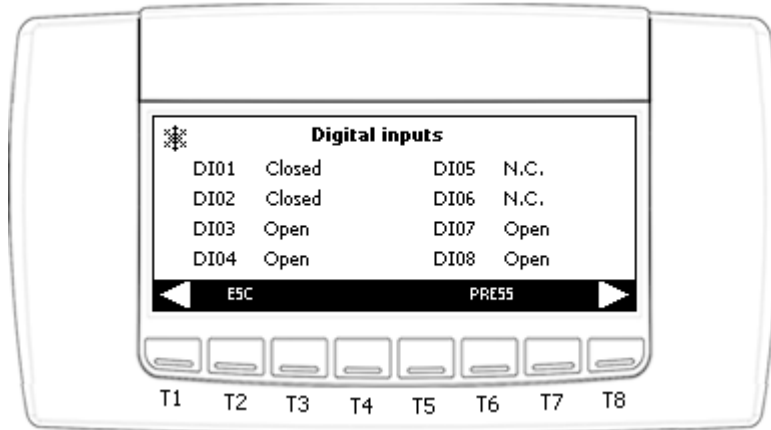 Digital inputs
DI01 Closed DI05 N.C.
DI02 Closed DI06 N.C.
DI03 Open DI07 Open
DI04 Open DI08 Open
ESC PRESS
T1 T2 T3 T4 T5 T6 T7 T8